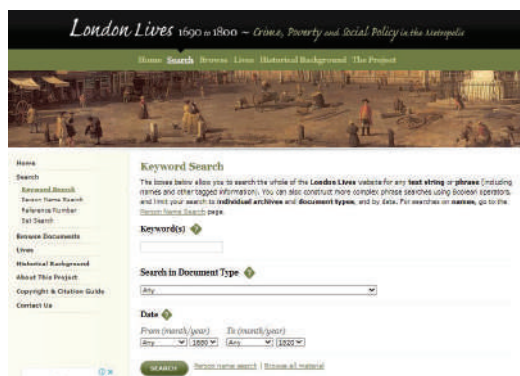 London Lives 1690 to 1800 ~ Crime, Poverty and Social Policy in the Metropolis
Home Search Browse Lives Historical Background The Project
Home
Search
Keyword Search
Person Name Search
Reference Number
Set Search
Browse Documents
Lives
Historical Background
About This Project
Copyright & Citation Guide
Contact Us
Keyword Search
The boxes below allow you to search the whole of the London Lives website for any text string or phrase (including
names and other tagged information). You can also construct more complex phrase searches using Boolean operators,
and limit your search to individual archives and document types, and by date. For searches on names, go to the
Person Name Search page.
Keyword(s) ?
Search in Document Type ?
Any
Date ?
From (month/year) To (month/year)
Any 1680 Any 1820
SEARCH Person name search | Browse all material